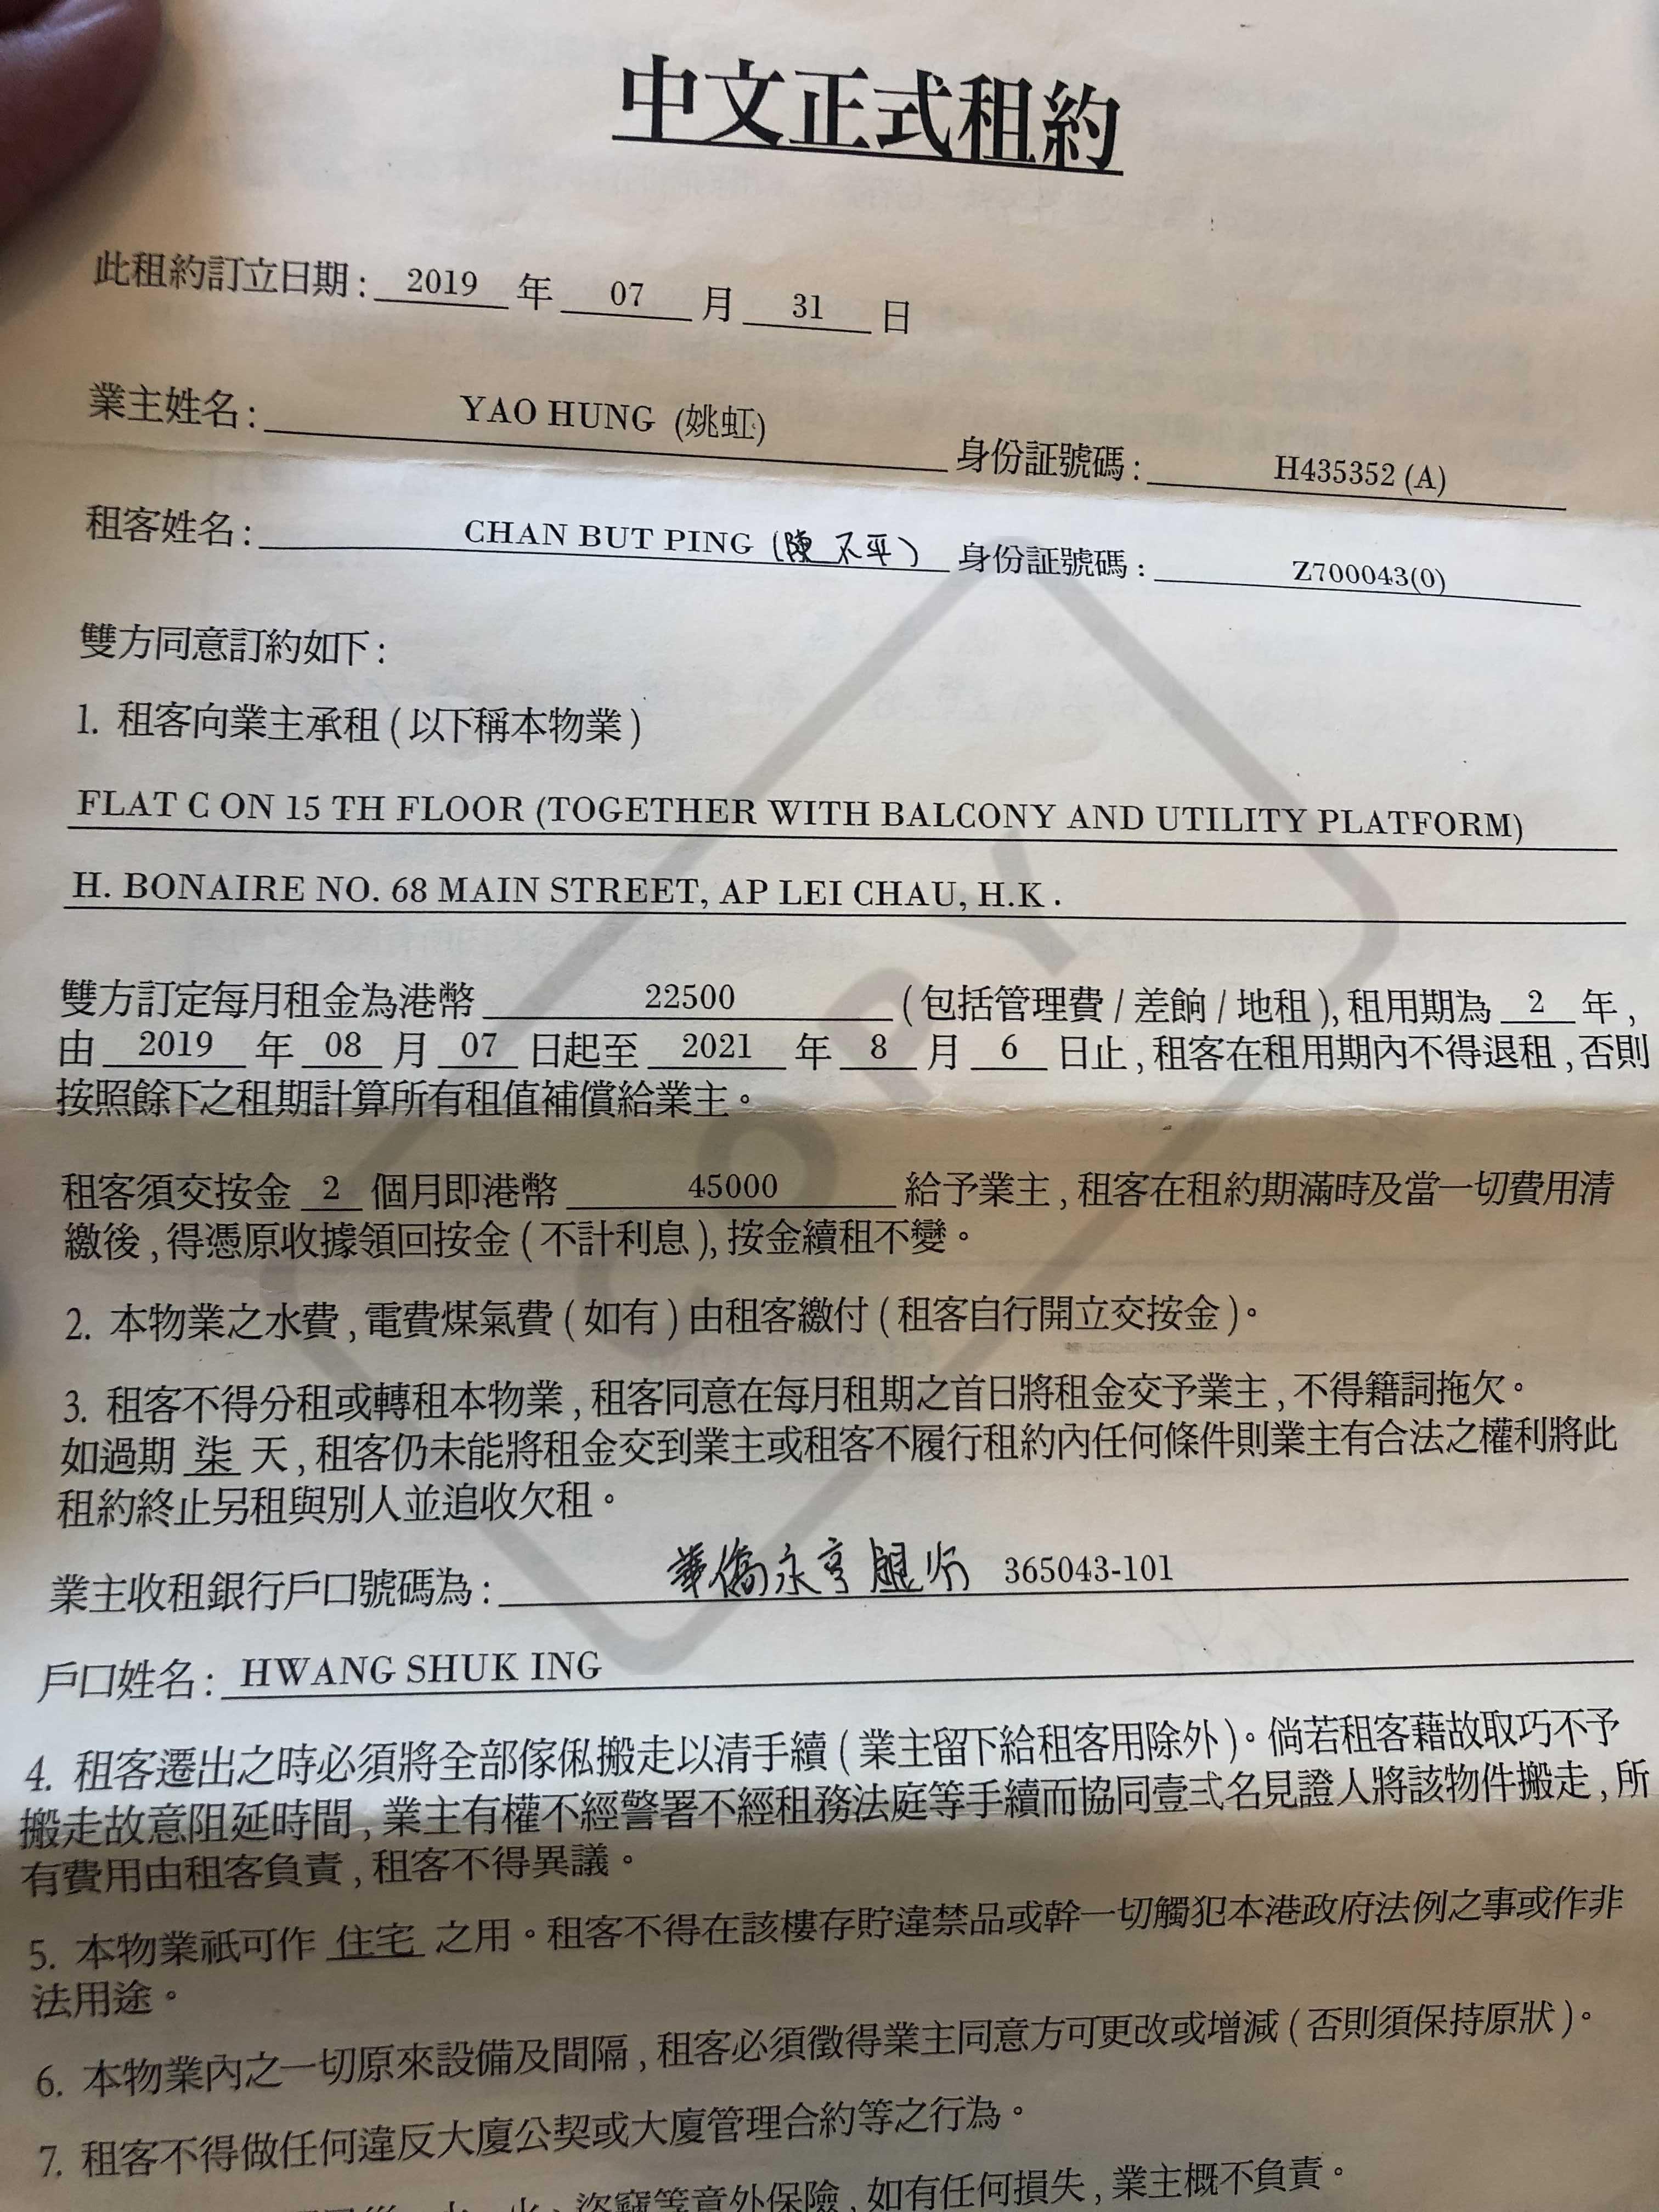 中文正式租約
此租約訂立日期 : 2019 年 07 月 31 日
業主姓名 : YAO HUNG (姚虹) 身份証號碼 : H435352 (A)
租客姓名 : CHAN BUT PING (陳不平) 身份証號碼 : Z700043(0)
雙方同意訂約如下 :
1. 租客向業主承租 ( 以下稱本物業 )
FLAT C ON 15 TH FLOOR (TOGETHER WITH BALCONY AND UTILITY PLATFORM)
H. BONAIRE NO. 68 MAIN STREET, AP LEI CHAU, H.K .
雙方訂定每月租金為港幣 22500 ( 包括管理費 / 差餉 / 地租 ), 租用期為 2 年 ,
由 2019 年 08 月 07 日起至 2021 年 8 月 6 日止 , 租客在租用期內不得退租 , 否則
按照餘下之租期計算所有租值補償給業主。
租客須交按金 2 個月即港幣 45000 給予業主 , 租客在租約期滿時及當一切費用清
繳後 , 得憑原收據領回按金 ( 不計利息 ), 按金續租不變。
2. 本物業之水費 , 電費煤氣費 ( 如有 ) 由租客繳付 ( 租客自行開立交按金 )。
3. 租客不得分租或轉租本物業 , 租客同意在每月租期之首日將租金交予業主 , 不得籍詞拖欠。
如過期 柒 天 , 租客仍未能將租金交到業主或租客不履行租約內任何條件則業主有合法之權利將此
租約終止另租與別人並追收欠租。
業主收租銀行戶口號碼為 : 華僑永亨銀行 365043-101
戶口姓名 : HWANG SHUK ING
4. 租客遷出之時必須將全部傢俬搬走以清手續 ( 業主留下給租客用除外 )。倘若租客藉故取巧不予
搬走故意阻延時間 , 業主有權不經警署不經租務法庭等手續而協同壹弍名見證人將該物件搬走 , 所
有費用由租客負責 , 租客不得異議。
5. 本物業祇可作 住宅 之用。租客不得在該樓存貯違禁品或幹一切觸犯本港政府法例之事或作非
法用途。
6. 本物業內之一切原來設備及間隔 , 租客必須徵得業主同意方可更改或增減 ( 否則須保持原狀 )。
7. 租客不得做任何違反大廈公契或大廈管理合約等之行為。
水、火、盜竊等意外保險 , 如有任何損失 , 業主概不負責。
COPY